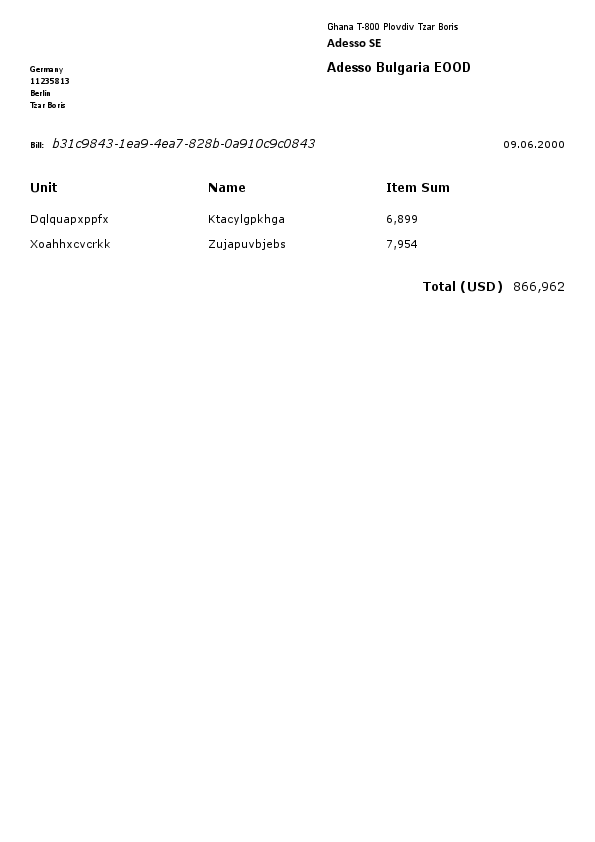 Ghana T-800 Plovdiv Tzar Boris
Adesso SE
Adesso Bulgaria EOOD
Germany
11235813
Berlin
Tzar Boris
Bill: b31c9843-1ea9-4ea7-828b-0a910c9c0843 09.06.2000
Unit Name Item Sum
Dqlquapxppfx Ktacylgpkhga 6,899
Xoahhxcvcrkk Zujapuvbjebs 7,954
Total (USD) 866,962